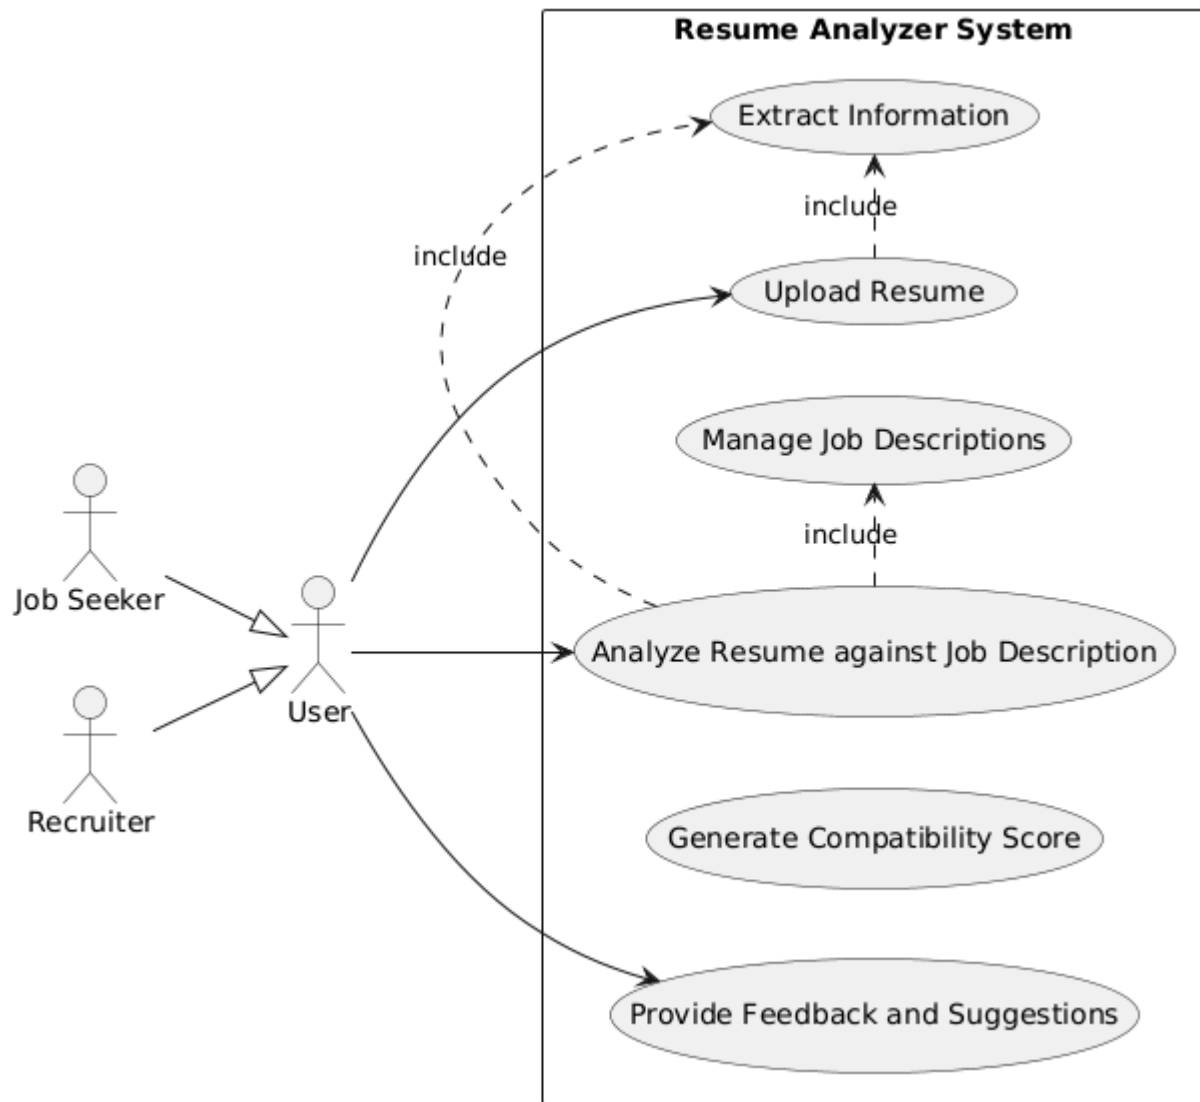 Resume Analyzer System
Extract Information
include
include
Upload Resume
Manage Job Descriptions
include
Job Seeker
Analyze Resume against Job Description
User
Recruiter
Generate Compatibility Score
Provide Feedback and Suggestions